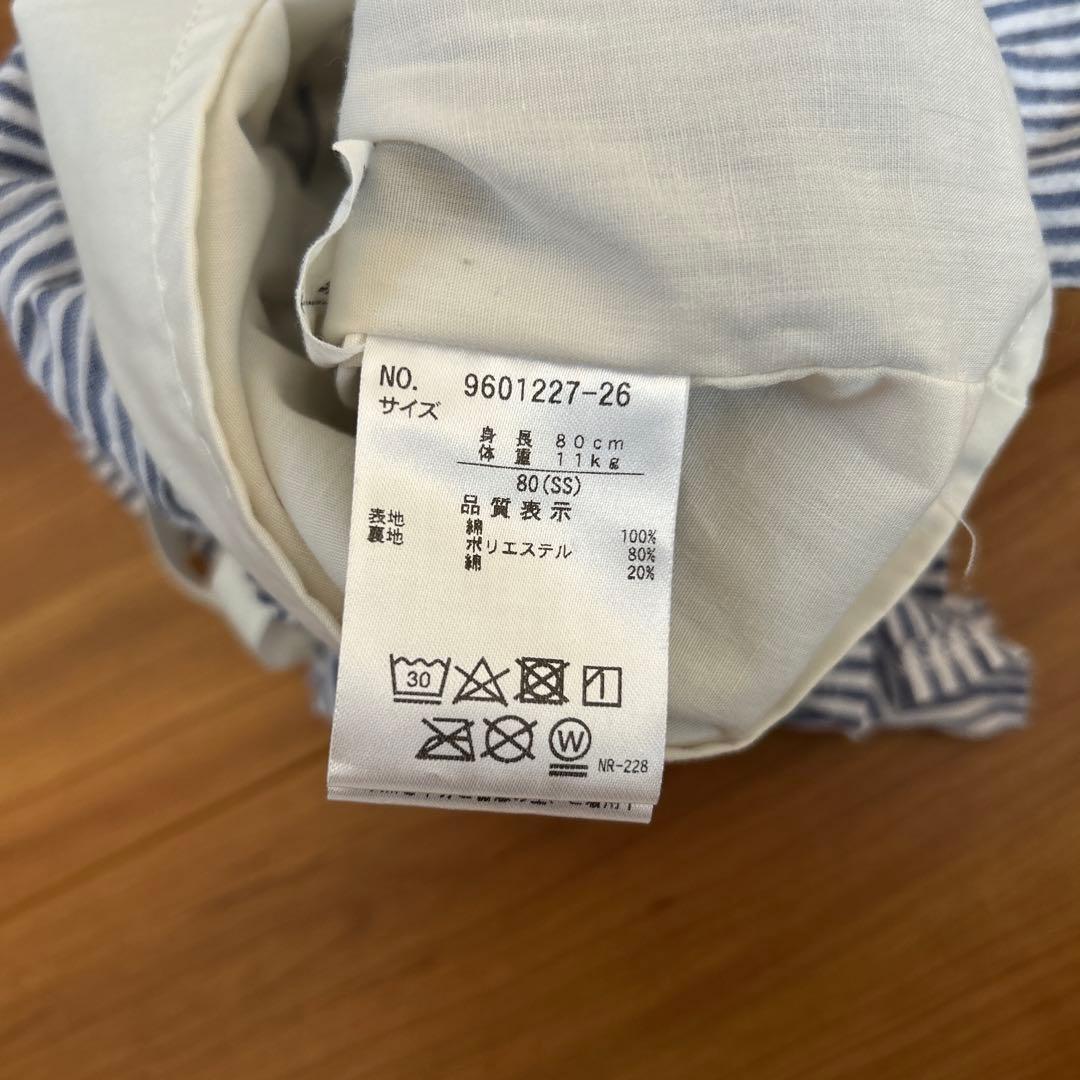 NO. 9601227-26
サイズ
身長 80cm
体重 11kg
80(SS)
品質表示
表地 綿 100%
裏地 ポリエステル 80%
綿 20%
30
W
NR-228